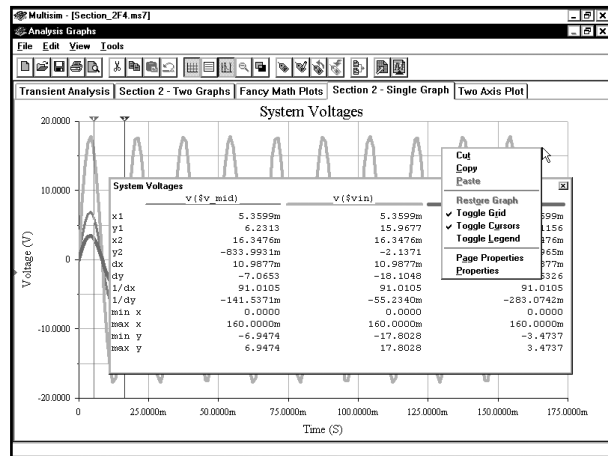 Multisim - [Section_2F4.ms7]
Analysis Graphs
File Edit View Tools
Transient Analysis Section 2 - Two Graphs Fancy Math Plots Section 2 - Single Graph Two Axis Plot
System Voltages
20.0000
10.0000
0
-10.0000
-20.0000
Voltage (V)
System Voltages
v($v_mid) v($vin)
x1 5.3599m 5.3599m 599m
y1 6.2313 15.9677 1156
x2 16.3476m 16.3476m 476m
y2 -833.9931m -2.1371 965m
dx 10.9877m 10.9877m 877m
dy -7.0653 -18.1048 5326
1/dx 91.0105 91.0105 91.0105
1/dy -141.5371m -55.2340m -283.0742m
min x 0.0000 0.0000 0.0000
max x 160.0000m 160.0000m 160.0000m
min y -6.9474 -17.8028 -3.4737
max y 6.9474 17.8028 3.4737
Cut
Copy
Paste
Restore Graph
Toggle Grid
Toggle Cursors
Toggle Legend
Page Properties
Properties
0 25.0000m 50.0000m 75.0000m 100.0000m 125.0000m 150.0000m 175.0000m
Time (S)